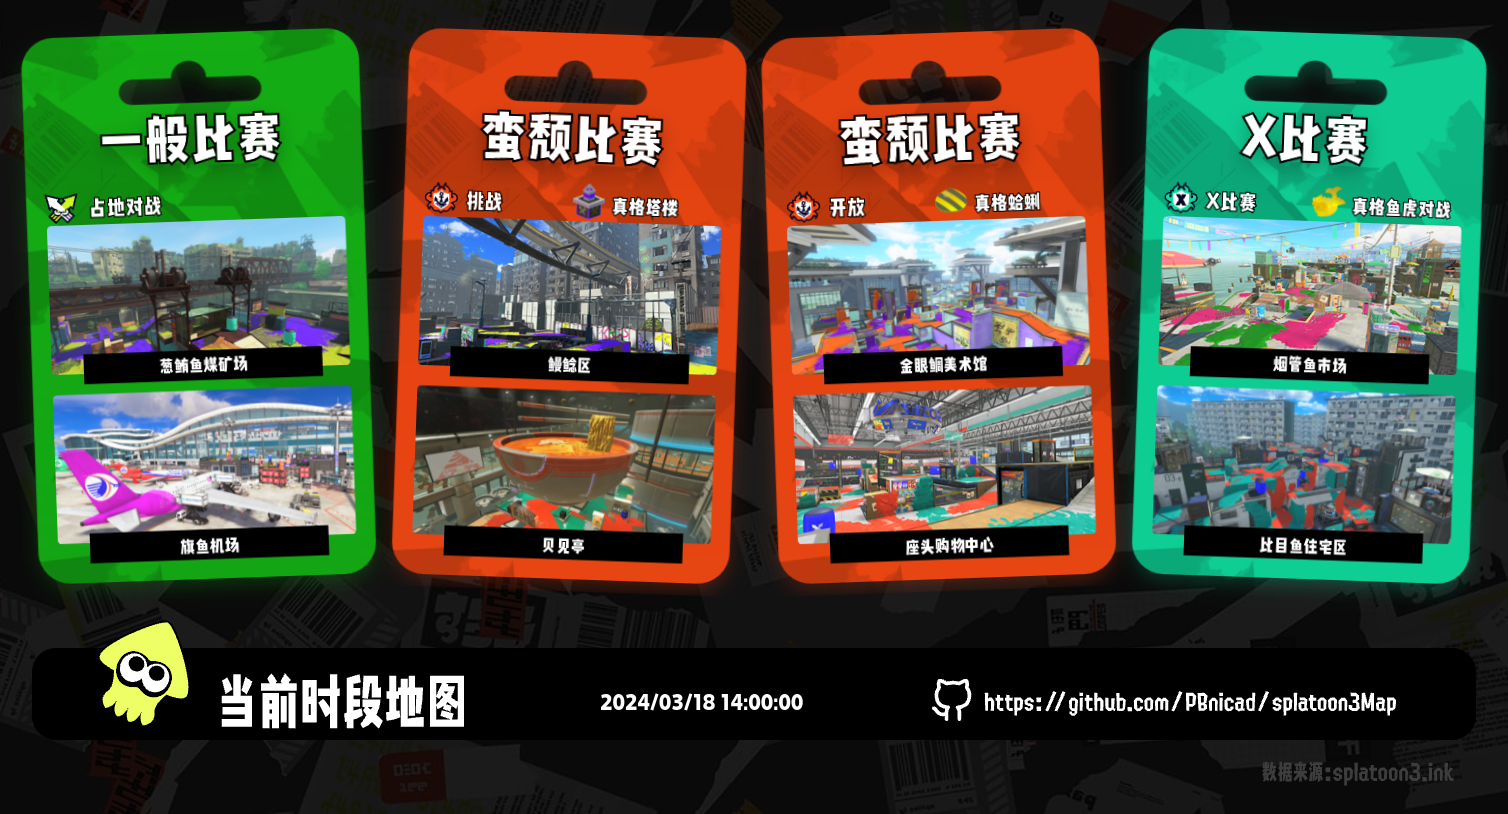 一般比赛
占地对战
葱鲔鱼煤矿场
旗鱼机场
蛮颓比赛
挑战
真格塔楼
鳗鲶区
贝见亭
蛮颓比赛
开放
真格蛤蜊
金眼鲷美术馆
座头购物中心
X比赛
X比赛
真格鱼虎对战
烟管鱼市场
比目鱼住宅区
当前时段地图
2024/03/18 14:00:00
https://github.com/PBnicad/splatoon3Map
数据来源:splatoon3.ink